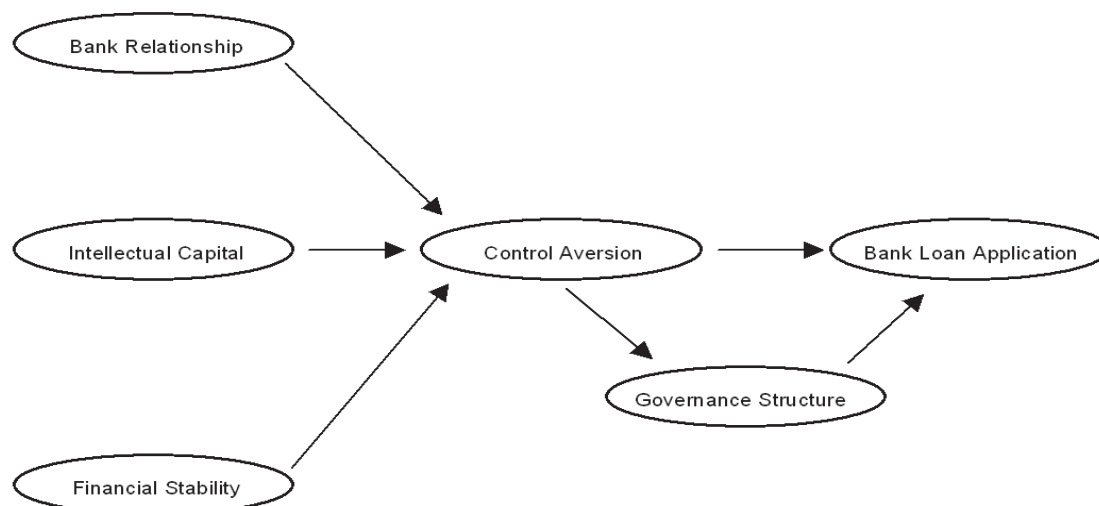 Bank Relationship
Intellectual Capital
Control Aversion
Bank Loan Application
Governance Structure
Financial Stability